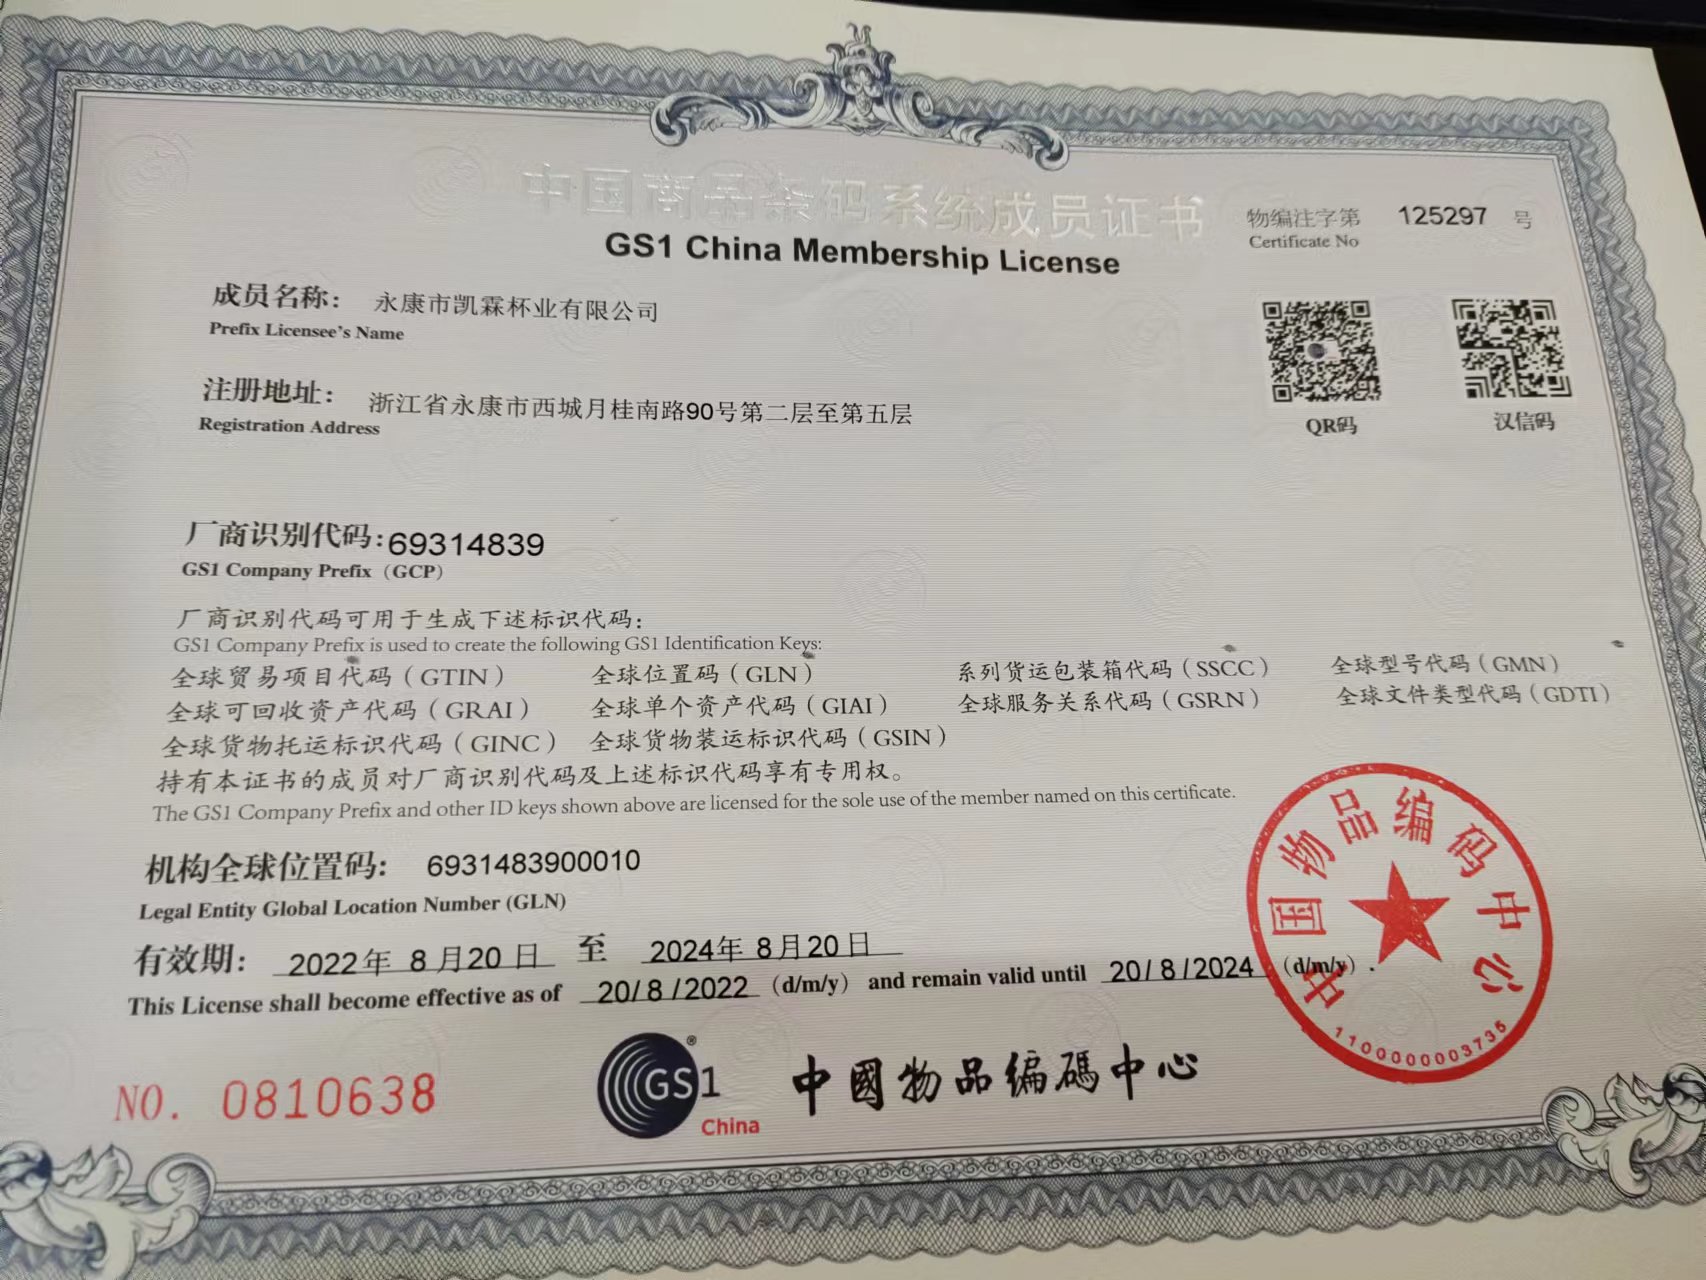 中国商品条码系统成员证书
GS1 China Membership License
物编注字第 125297 号
Certificate No
成员名称： 永康市凯霖杯业有限公司
Prefix Licensee's Name
注册地址： 浙江省永康市西城月桂南路90号第二层至第五层
Registration Address
QR码
汉信码
厂商识别代码:69314839
GS1 Company Prefix（GCP）
厂商识别代码可用于生成下述标识代码：
GS1 Company Prefix is used to create the following GS1 Identification Keys:
全球贸易项目代码（GTIN） 全球位置码（GLN） 系列货运包装箱代码（SSCC） 全球型号代码（GMN）
全球可回收资产代码（GRAI） 全球单个资产代码（GIAI） 全球服务关系代码（GSRN） 全球文件类型代码（GDTI）
全球货物托运标识代码（GINC） 全球货物装运标识代码（GSIN）
持有本证书的成员对厂商识别代码及上述标识代码享有专用权。
The GS1 Company Prefix and other ID keys shown above are licensed for the sole use of the member named on this certificate.
机构全球位置码: 6931483900010
Legal Entity Global Location Number (GLN)
有效期： 2022年 8月20日 至 2024年 8月20日
This License shall become effective as of 20/8/2022 (d/m/y) and remain valid until 20/8/2024 (d/m/y).
中国物品编码中心
1100000003735
NO. 0810638
GS1®
China
中國物品编碼中心